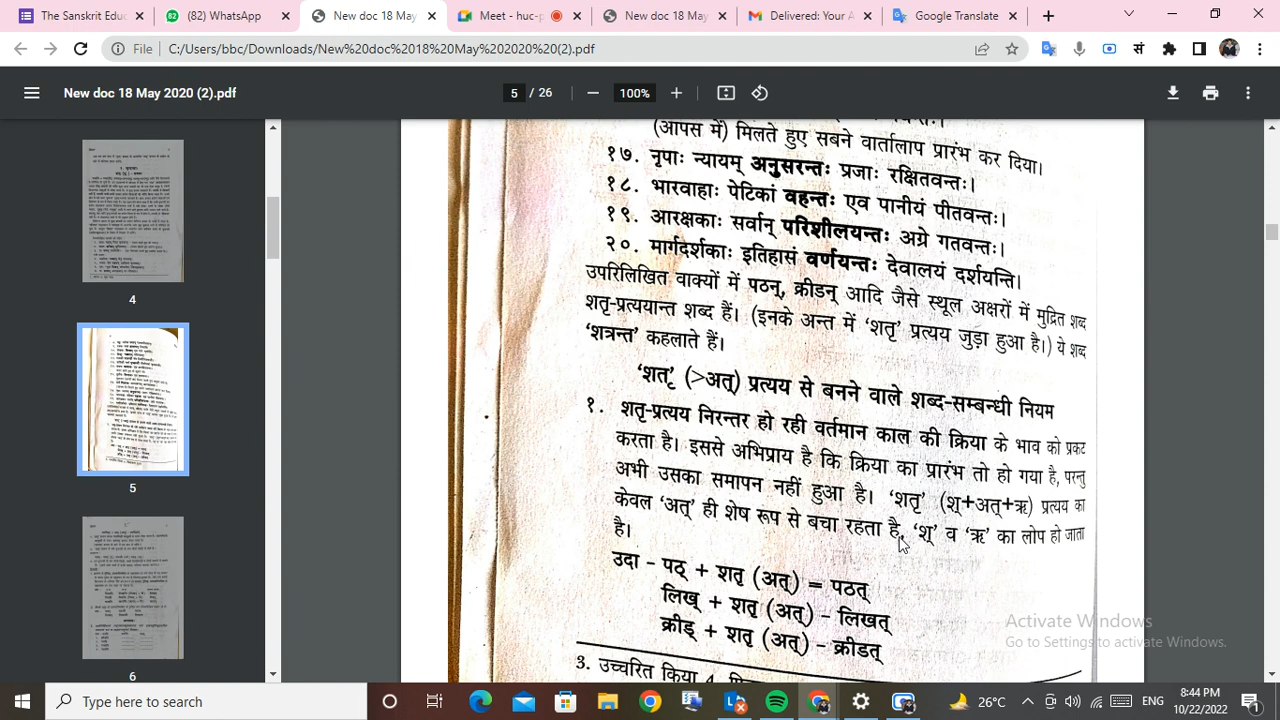 The Sanskrit Edu
(82) WhatsApp
New doc 18 May
Meet - huc-p
New doc 18 May
Delivered: Your A
Google Translate
File C:/Users/bbc/Downloads/New%20doc%2018%20May%202020%20(2).pdf
सं
New doc 18 May 2020 (2).pdf
5 / 26
100%
4
5
6
(आपस में) मिलते हुए सबने वार्तालाप प्रारंभ कर दिया।
१७. नृपाः न्यायम् अनुसरन्तः प्रजाः रक्षितवन्तः।
१८. भारवाहाः पेटिकां वहन्तः एव पानीयं पीतवन्तः।
१९. आरक्षकाः सर्वान् परिशीलयन्तः अग्रे गतवन्तः।
२०. मार्गदर्शकाः इतिहासं वर्णयन्तः देवालयं दर्शयन्ति।
उपरिलिखित वाक्यों में पठन्, क्रीडन् आदि जैसे स्थूल अक्षरों में मुद्रित शब्द
शतृ-प्रत्ययान्त शब्द हैं। (इनके अन्त में ‘शतृ’ प्रत्यय जुड़ा हुआ है।) ये शब्द
‘शत्रन्त’ कहलाते हैं।
‘शतृ’ (>अत्) प्रत्यय से बनने वाले शब्द-सम्बन्धी नियम
१. शतृ-प्रत्यय निरन्तर हो रही वर्तमान काल की क्रिया के भाव को प्रकट
करता है। इससे अभिप्राय है कि क्रिया का प्रारंभ तो हो गया है, परन्तु
अभी उसका समापन नहीं हुआ है। ‘शतृ’ (श्+अत्+ऋ) प्रत्यय का
केवल ‘अत्’ ही शेष रूप से बचा रहता है, ‘श्’ व ‘ऋ’ का लोप हो जाता
है।
उदा - पठ् + शतृ (अत्) – पठत्
लिख् + शतृ (अत्) - लिखत्
क्रीड् + शतृ (अत्) - क्रीडत्
3. उच्चरित किया
Activate Windows
Go to Settings to activate Windows.
Type here to search
26°C
ENG
8:44 PM
10/22/2022
1